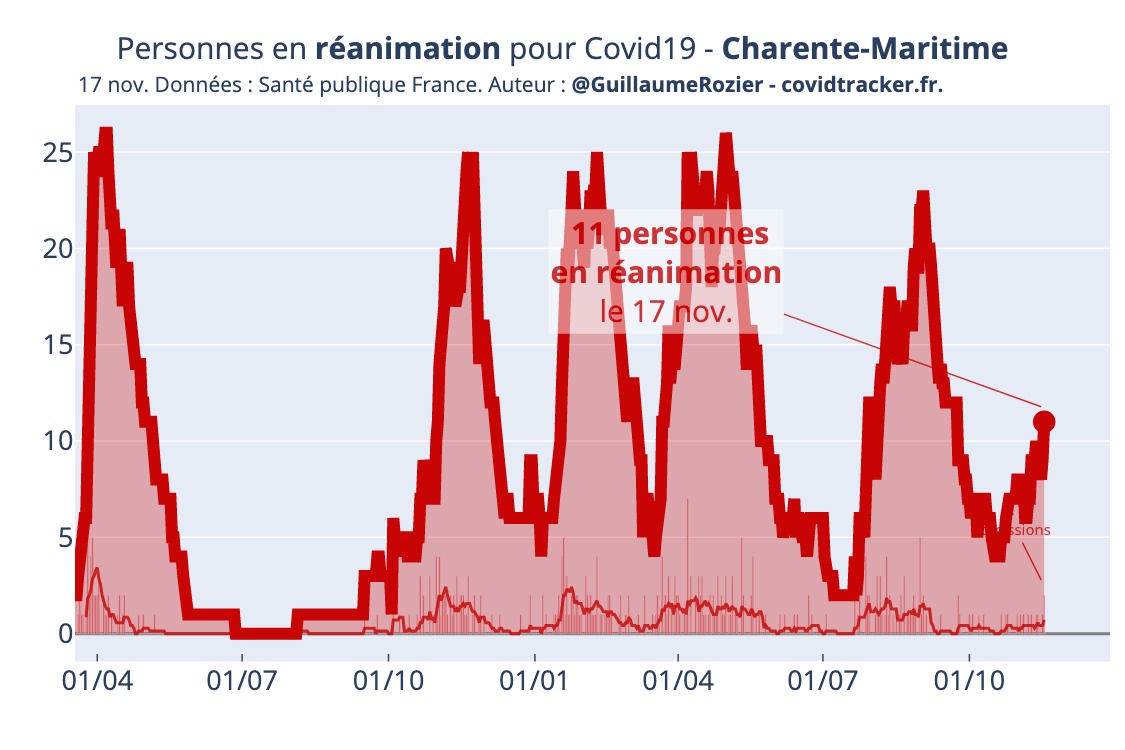 Personnes en réanimation pour Covid19 - Charente-Maritime
17 nov. Données : Santé publique France. Auteur : @GuillaumeRozier - covidtracker.fr.
25
20
15
10
5
0
11 personnes
en réanimation
le 17 nov.
01/04
01/07
01/10
01/01
01/04
01/07
01/10